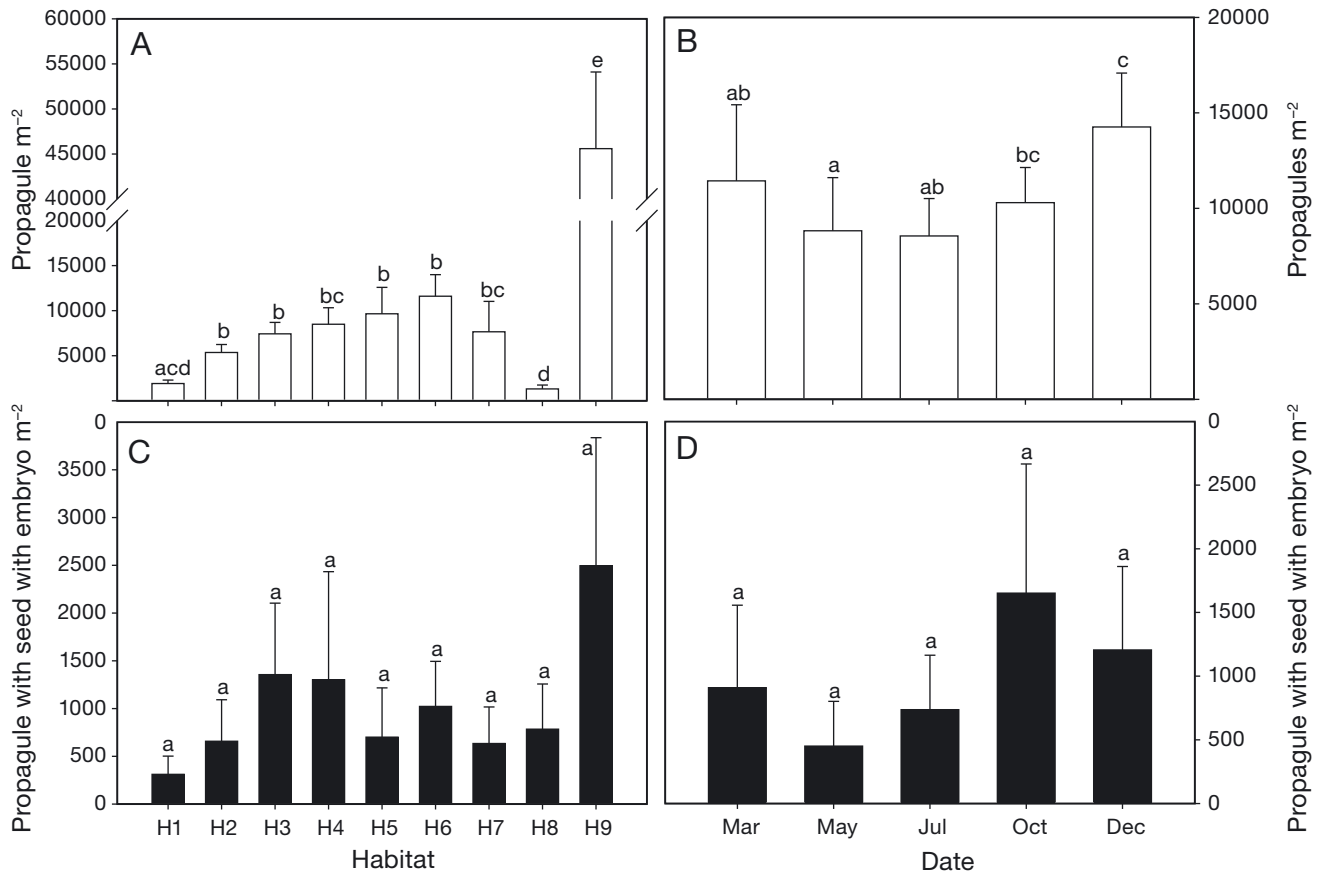 A
Propagule m⁻²
60000
55000
50000
45000
40000
20000
15000
10000
5000
acd
b
b
bc
b
b
bc
d
e
B
Propagules m⁻²
20000
15000
10000
5000
ab
a
ab
bc
c
C
Propagule with seed with embryo m⁻²
0
3500
3000
2500
2000
1500
1000
500
0
a
a
a
a
a
a
a
a
a
H1 H2 H3 H4 H5 H6 H7 H8 H9
Habitat
D
Propagule with seed with embryo m⁻²
0
2500
2000
1500
1000
500
0
a
a
a
a
a
Mar May Jul Oct Dec
Date